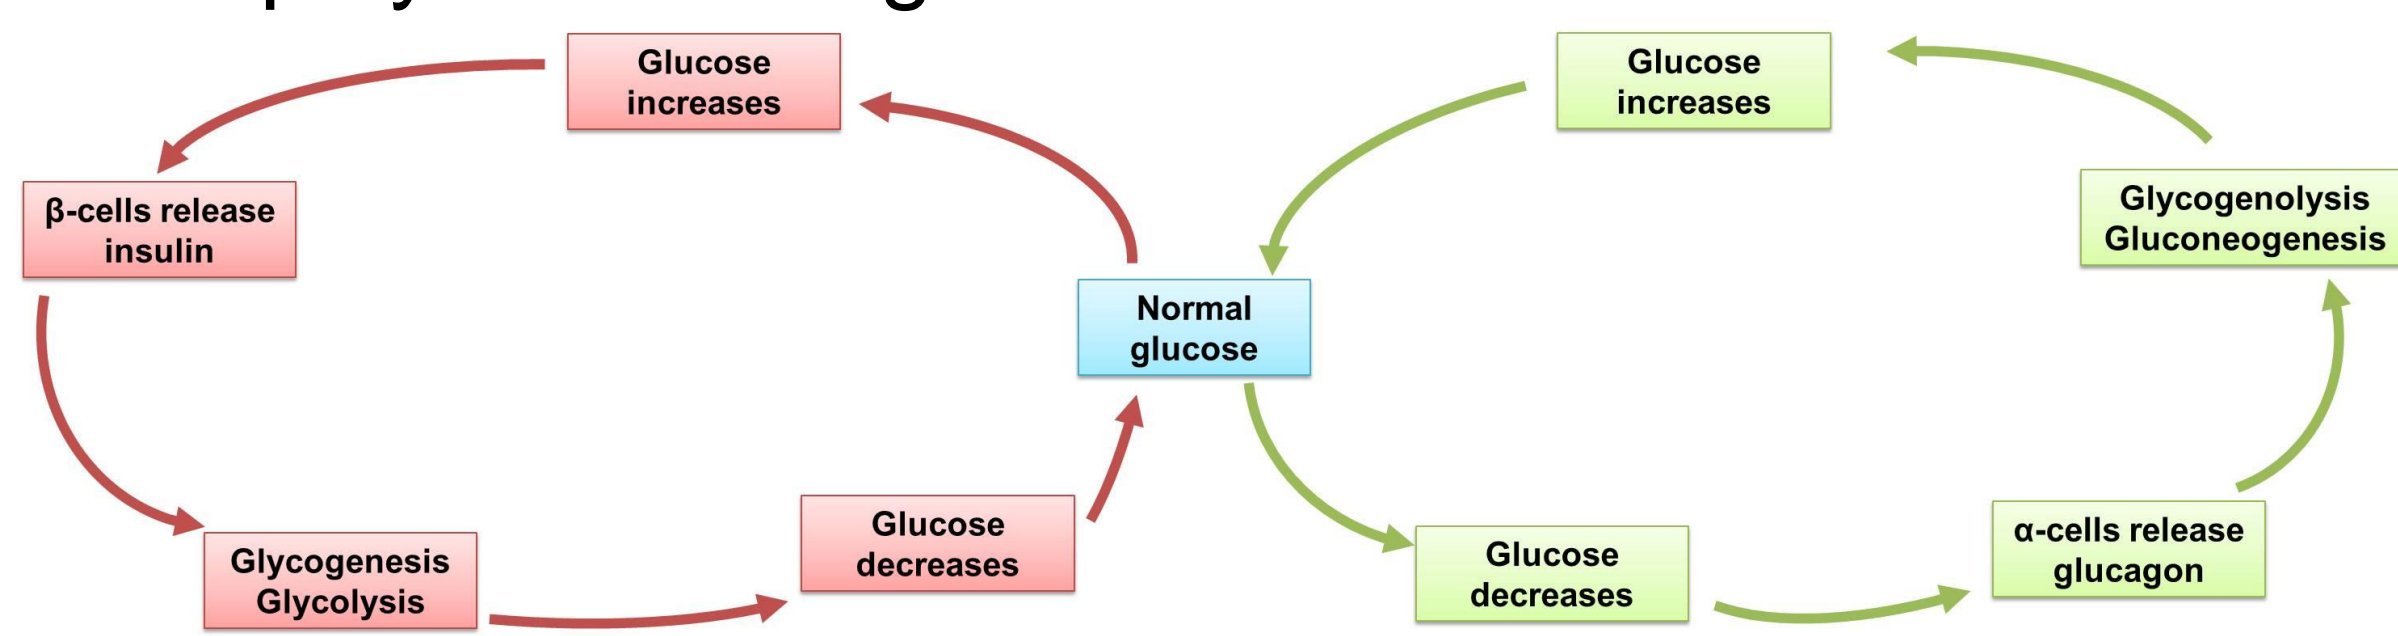 Glucose
increases
β-cells release
insulin
Glycogenesis
Glycolysis
Glucose
decreases
Normal
glucose
Glucose
increases
Glycogenolysis
Gluconeogenesis
α-cells release
glucagon
Glucose
decreases